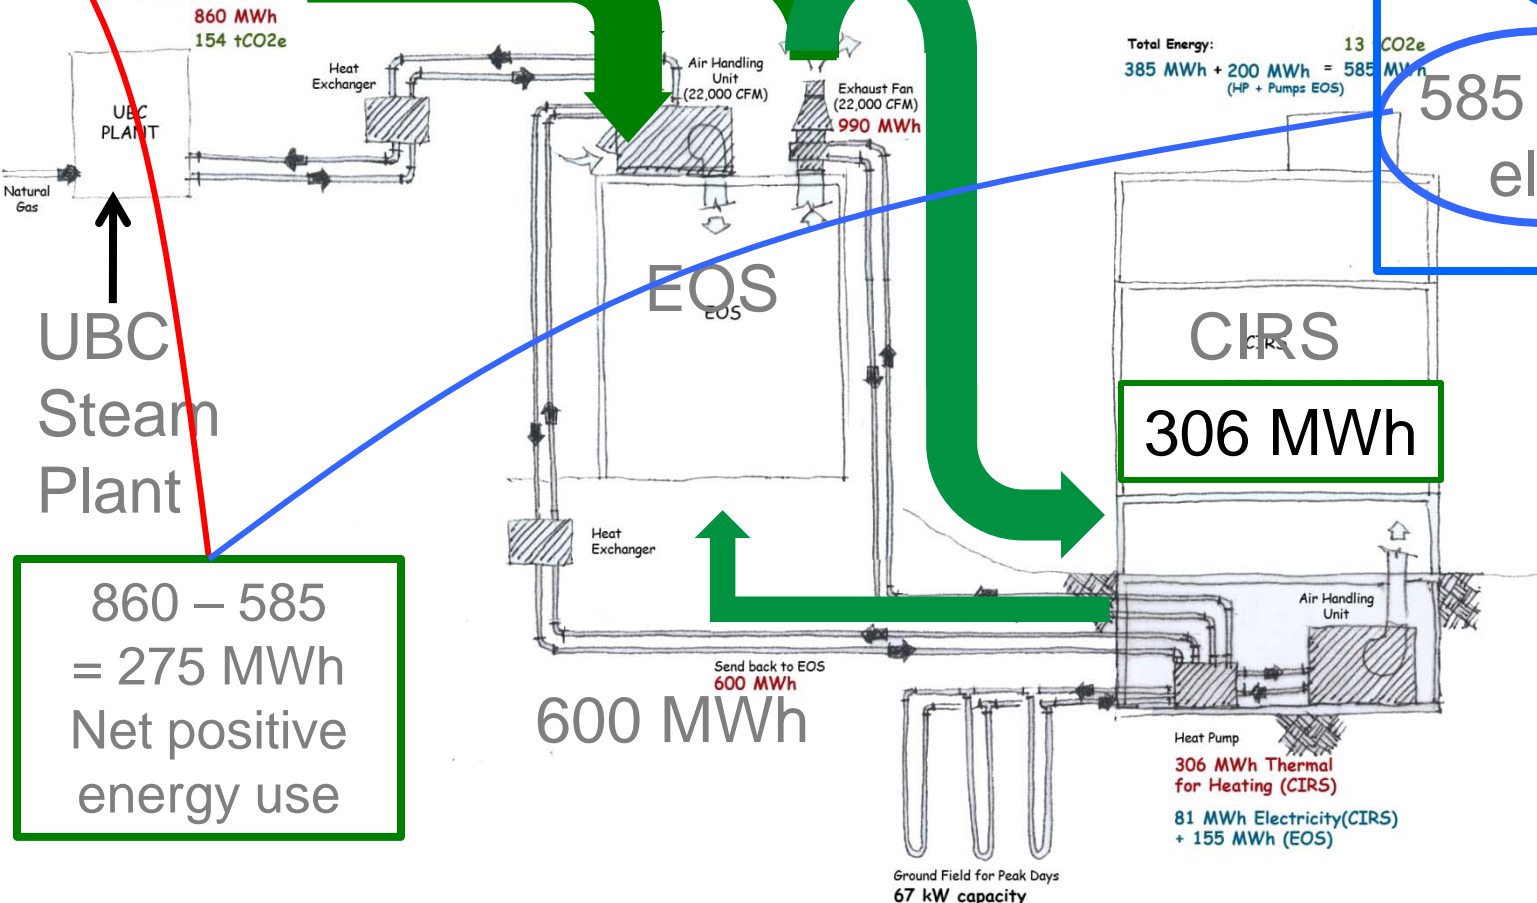 860 MWh
154 tCO2e
Heat
Exchanger
Air Handling
Unit
(22,000 CFM)
Exhaust Fan
(22,000 CFM)
990 MWh
Total Energy:
13 tCO2e
385 MWh + 200 MWh = 585 MWh
(HP + Pumps EOS)
585
el
UBC
PLANT
Natural
Gas
EOS
EOS
UBC
Steam
Plant
CIRS
CIRS
306 MWh
Heat
Exchanger
860 – 585
= 275 MWh
Net positive
energy use
Air Handling
Unit
Send back to EOS
600 MWh
600 MWh
Heat Pump
306 MWh Thermal
for Heating (CIRS)
81 MWh Electricity(CIRS)
+ 155 MWh (EOS)
Ground Field for Peak Days
67 kW capacity